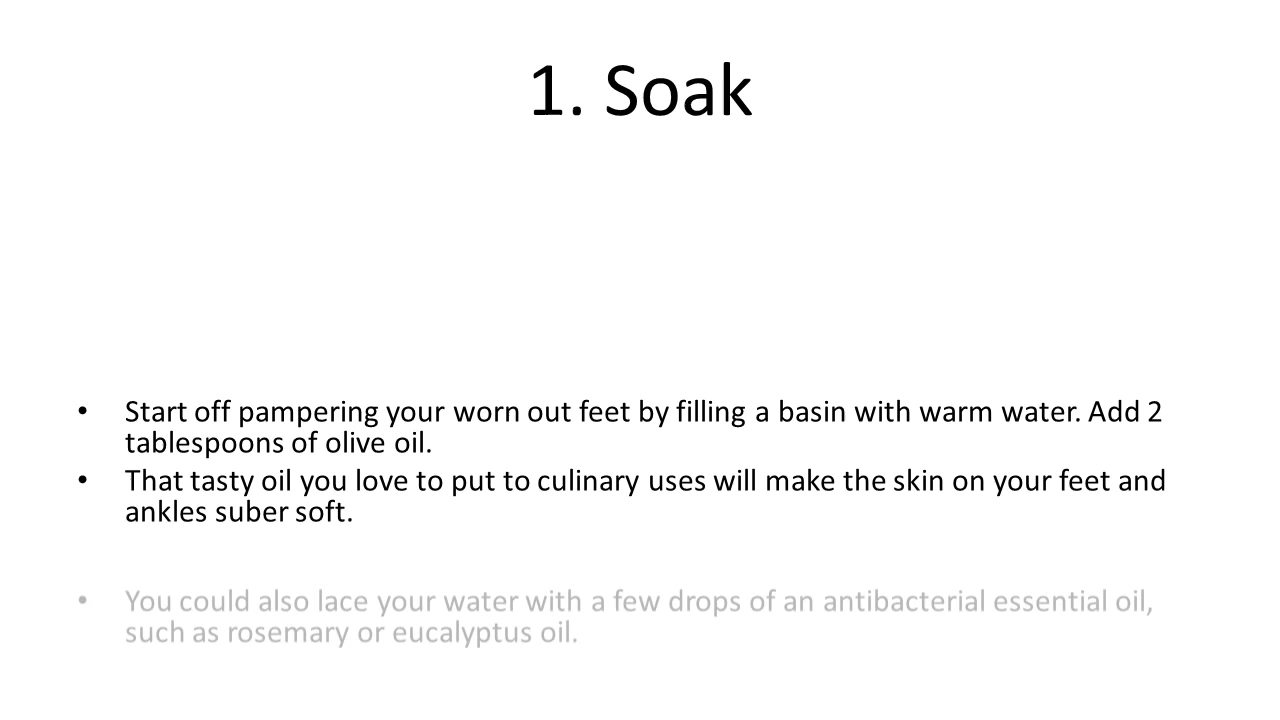 1. Soak
• Start off pampering your worn out feet by filling a basin with warm water. Add 2
tablespoons of olive oil.
• That tasty oil you love to put to culinary uses will make the skin on your feet and
ankles suber soft.
• You could also lace your water with a few drops of an antibacterial essential oil,
such as rosemary or eucalyptus oil.